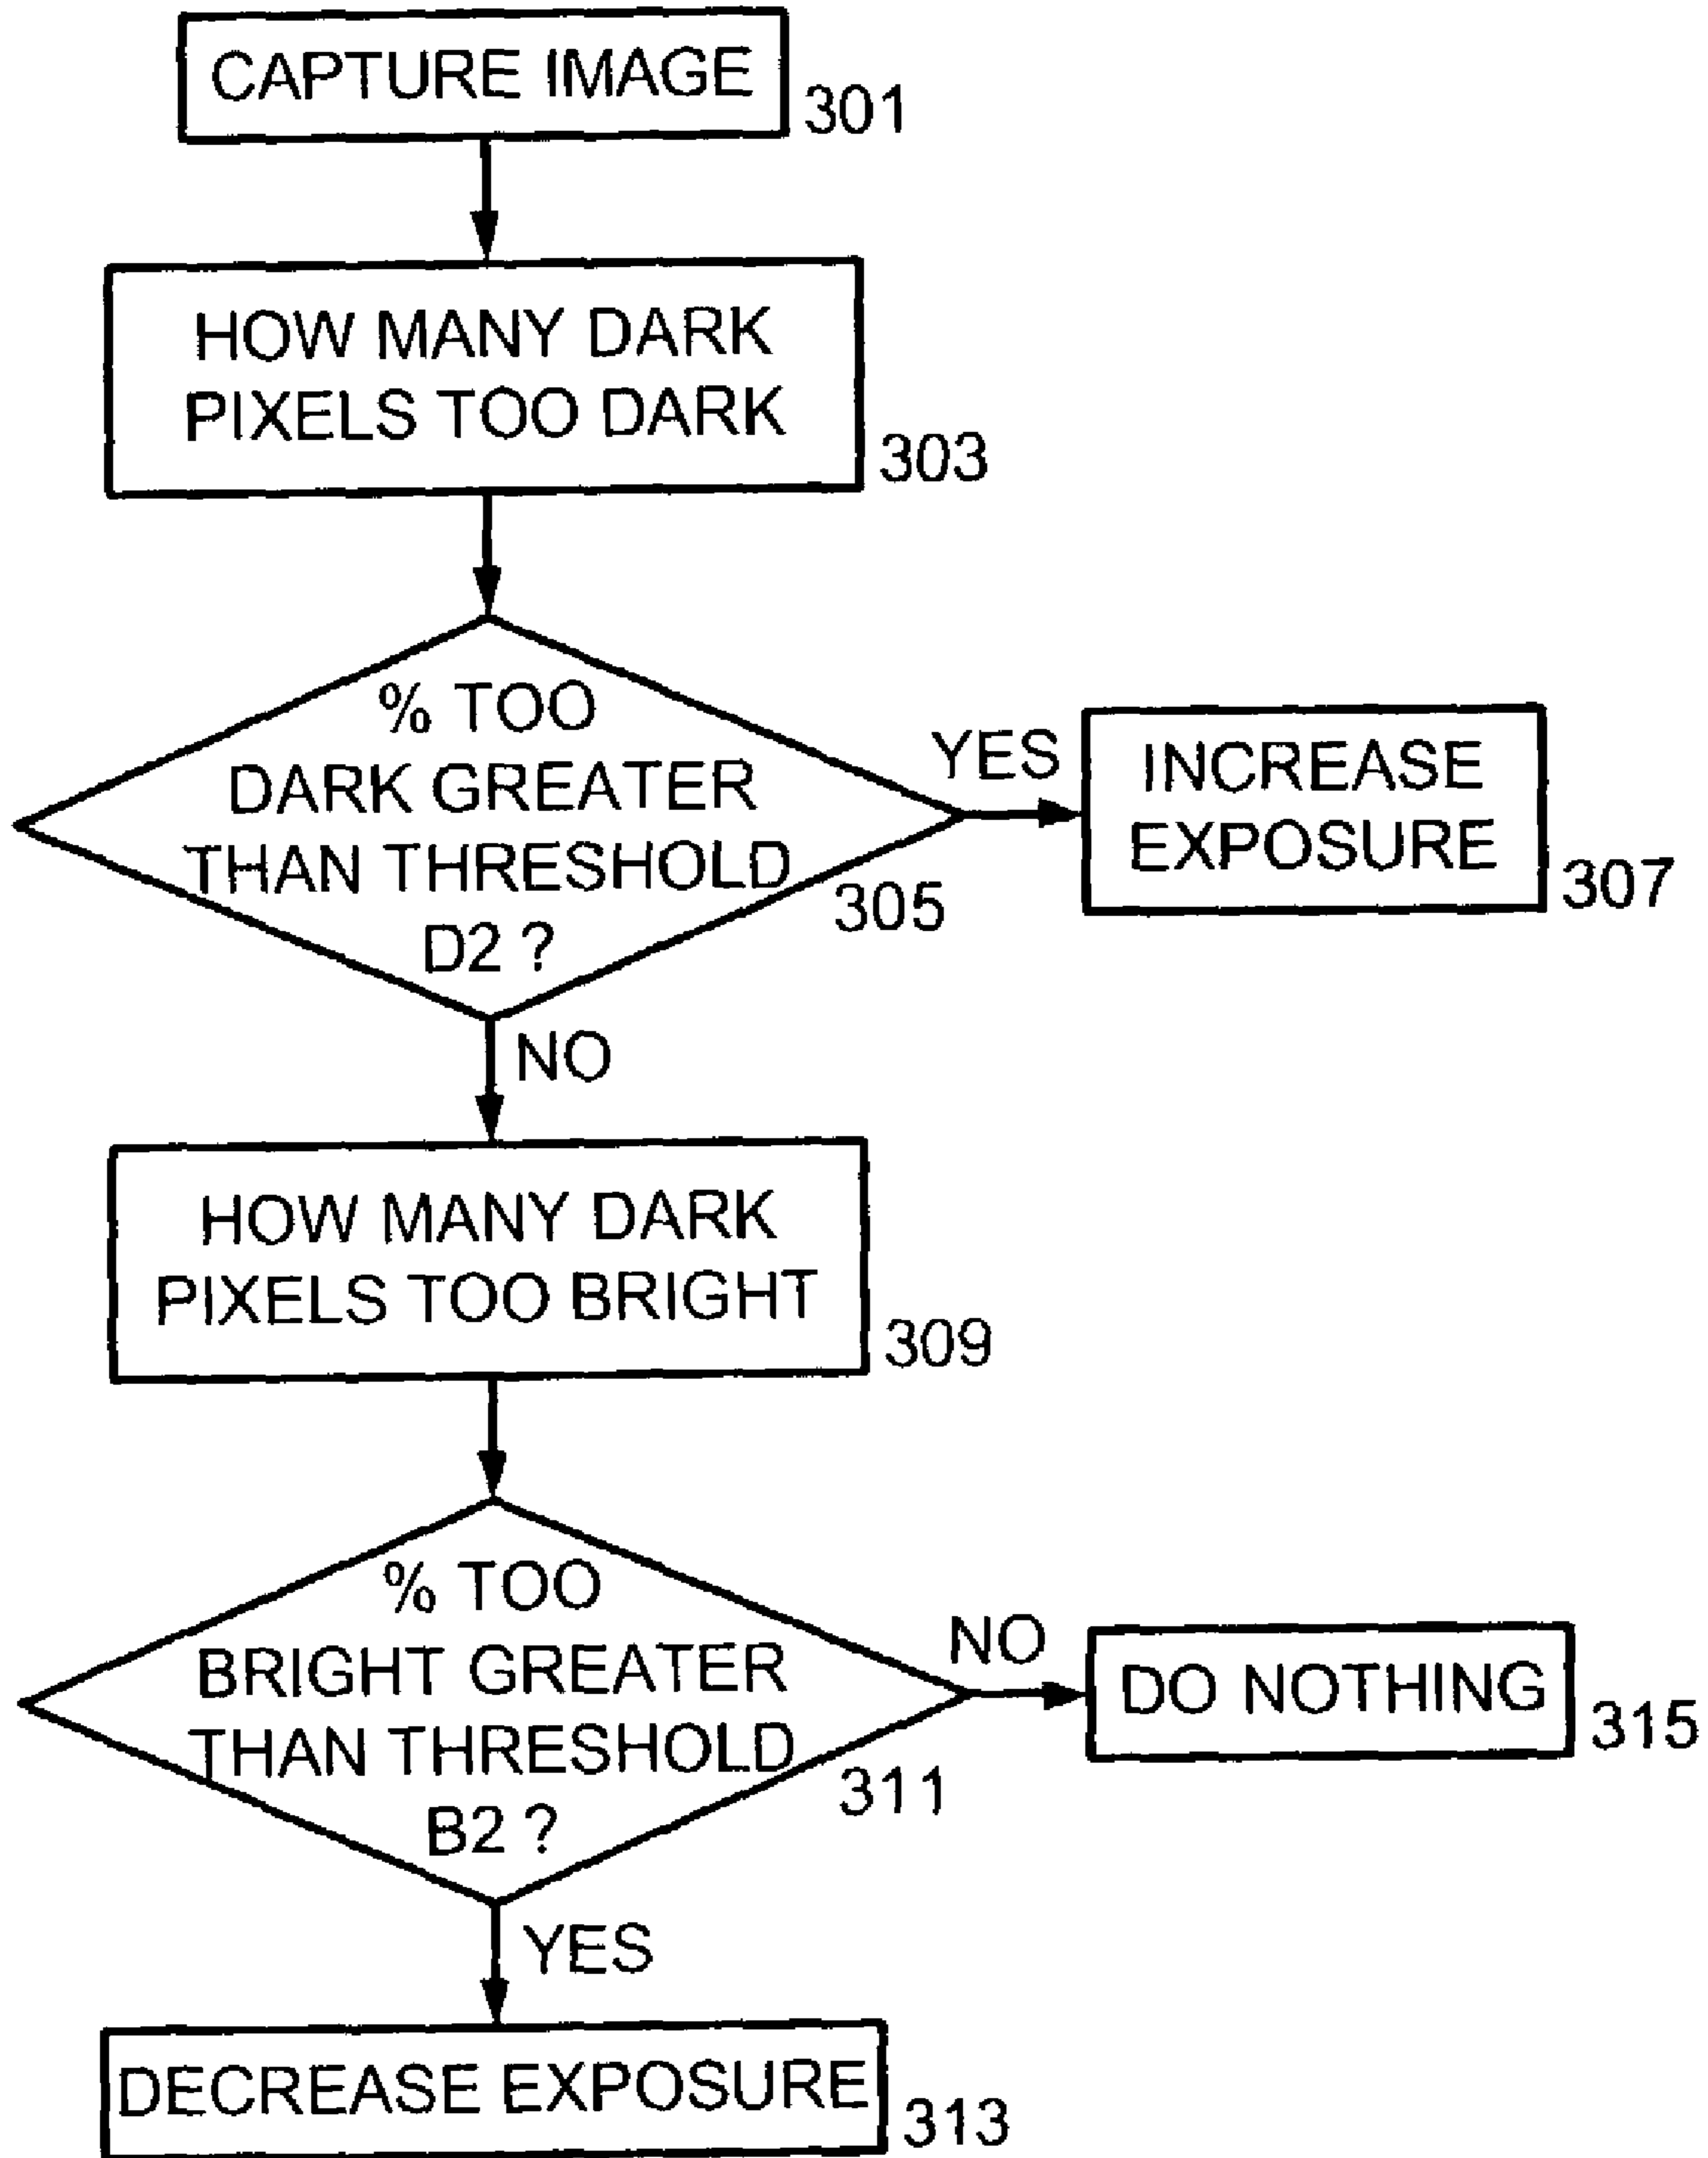 CAPTURE IMAGE
301
HOW MANY DARK
PIXELS TOO DARK
303
% TOO
DARK GREATER
THAN THRESHOLD
D2 ?
305
YES
INCREASE
EXPOSURE
307
NO
HOW MANY DARK
PIXELS TOO BRIGHT
309
% TOO
BRIGHT GREATER
THAN THRESHOLD
B2 ?
311
NO
DO NOTHING
315
YES
DECREASE EXPOSURE
313